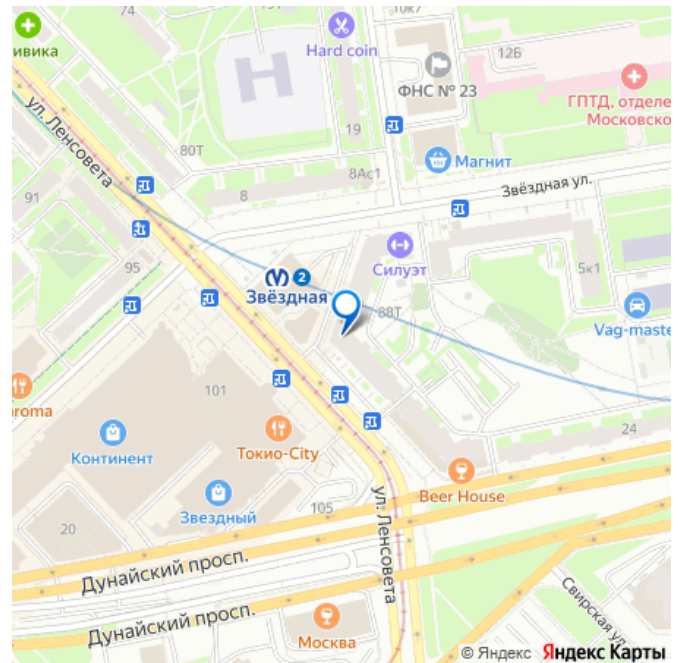 74
10к7
ивика
Hard coin
12Б
ФНС № 23
ГПТД, отделе
Московско
19
ул. Ленсовета
80Т
Магнит
8Ас1
91
8
Звёздная ул.
95
Силуэт
5к1
2
Звёздная
88Т
Vag-maste
101
aroma
24
Токио-City
Континент
Beer House
Звездный
105
20
ул. Ленсовета
Дунайский просп.
Свирская ул.
Дунайский просп.
Москва
© Яндекс Яндекс Карты